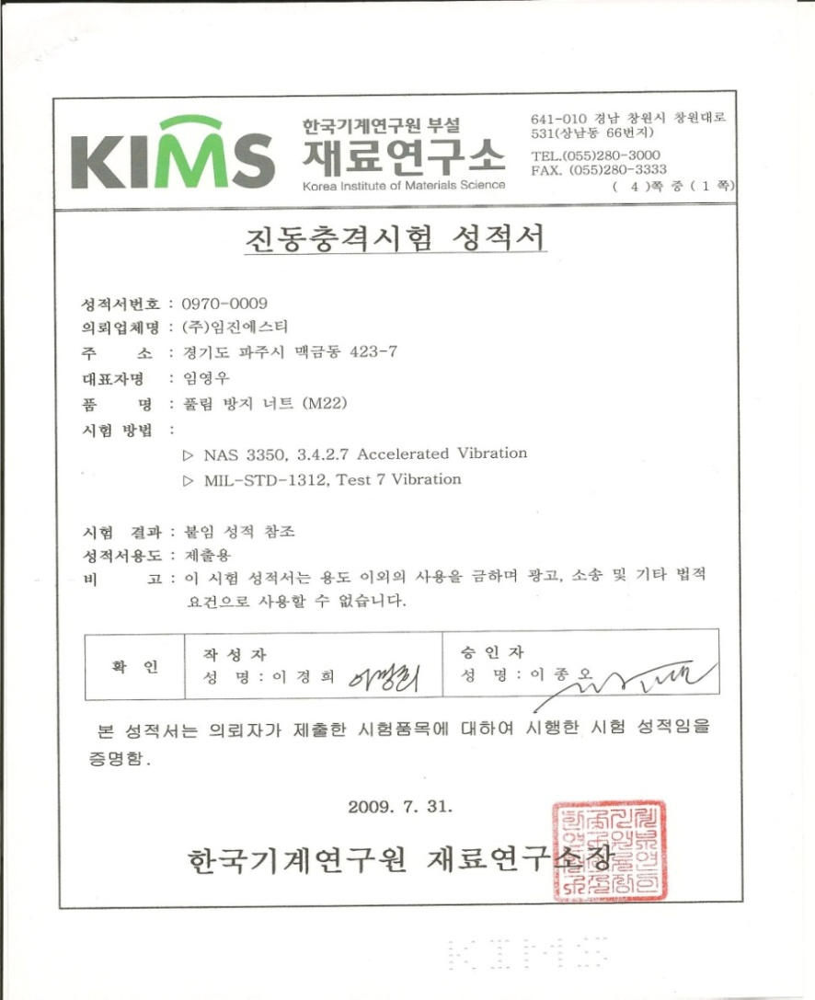 KIMS
한국기계연구원 부설
재료연구소
Korea Institute of Materials Science
641-010 경남 창원시 창원대로
531(상남동 66번지)
TEL.(055)280-3000
FAX. (055)280-3333
( 4 )쪽 중 ( 1 쪽)
진동충격시험 성적서
성적서번호 : 0970-0009
의뢰업체명 : (주)임진에스티
주 소 : 경기도 파주시 맥금동 423-7
대표자명 : 임영우
품 명 : 풀림 방지 너트 (M22)
시험 방법 :
▷ NAS 3350, 3.4.2.7 Accelerated Vibration
▷ MIL-STD-1312, Test 7 Vibration
시험 결과 : 붙임 성적 참조
성적서용도 : 제출용
비 고 : 이 시험 성적서는 용도 이외의 사용을 금하며 광고, 소송 및 기타 법적
요건으로 사용할 수 없습니다.
확 인
작 성 자
성 명 : 이 경 희 이경희
승 인 자
성 명 : 이 종 오
본 성적서는 의뢰자가 제출한 시험품목에 대하여 시행한 시험 성적임을
증명함.
2009. 7. 31.
한국기계연구원 재료연구소장
KIMS